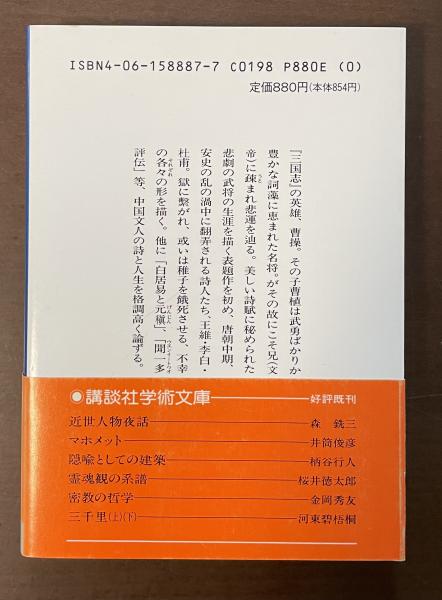 ISBN4-06-158887-7 C0198 P880E (0)
定価880円(本体854円)
『三国志』の英雄、曹操。その子曹植は武勇ばかりか
豊かな詞藻に恵まれた名将。がその故にこそ兄(文
帝)に疎まれ悲運を辿る。美しい詩賦に秘められた
悲劇の武将の生涯を描く表題作を初め、唐朝中期、
安史の乱の渦中に翻弄される詩人たち、王維・李白・
杜甫。獄に繫がれ、或いは稚子を餓死させる、不幸
の各々の形を描く。他に「白居易と元稹」、「聞一多
評伝」等、中国文人の詩と人生を格調高く論ずる。
●講談社学術文庫 好評既刊
近世人物夜話 森銑三
マホメット 井筒俊彦
隠喩としての建築 柄谷行人
霊魂観の系譜 桜井徳太郎
密教の哲学 金岡秀友
三千里(上)(下) 河東碧梧桐